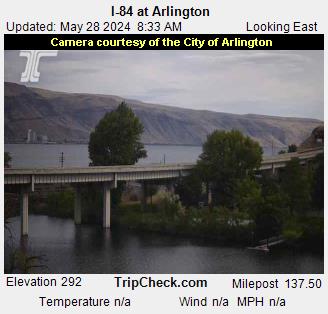 I-84 at Arlington
Updated: May 28 2024 8:33 AM Looking East
Camera courtesy of the City of Arlington
Elevation 292 TripCheck.com Milepost 137.50
Temperature n/a Wind n/a MPH n/a